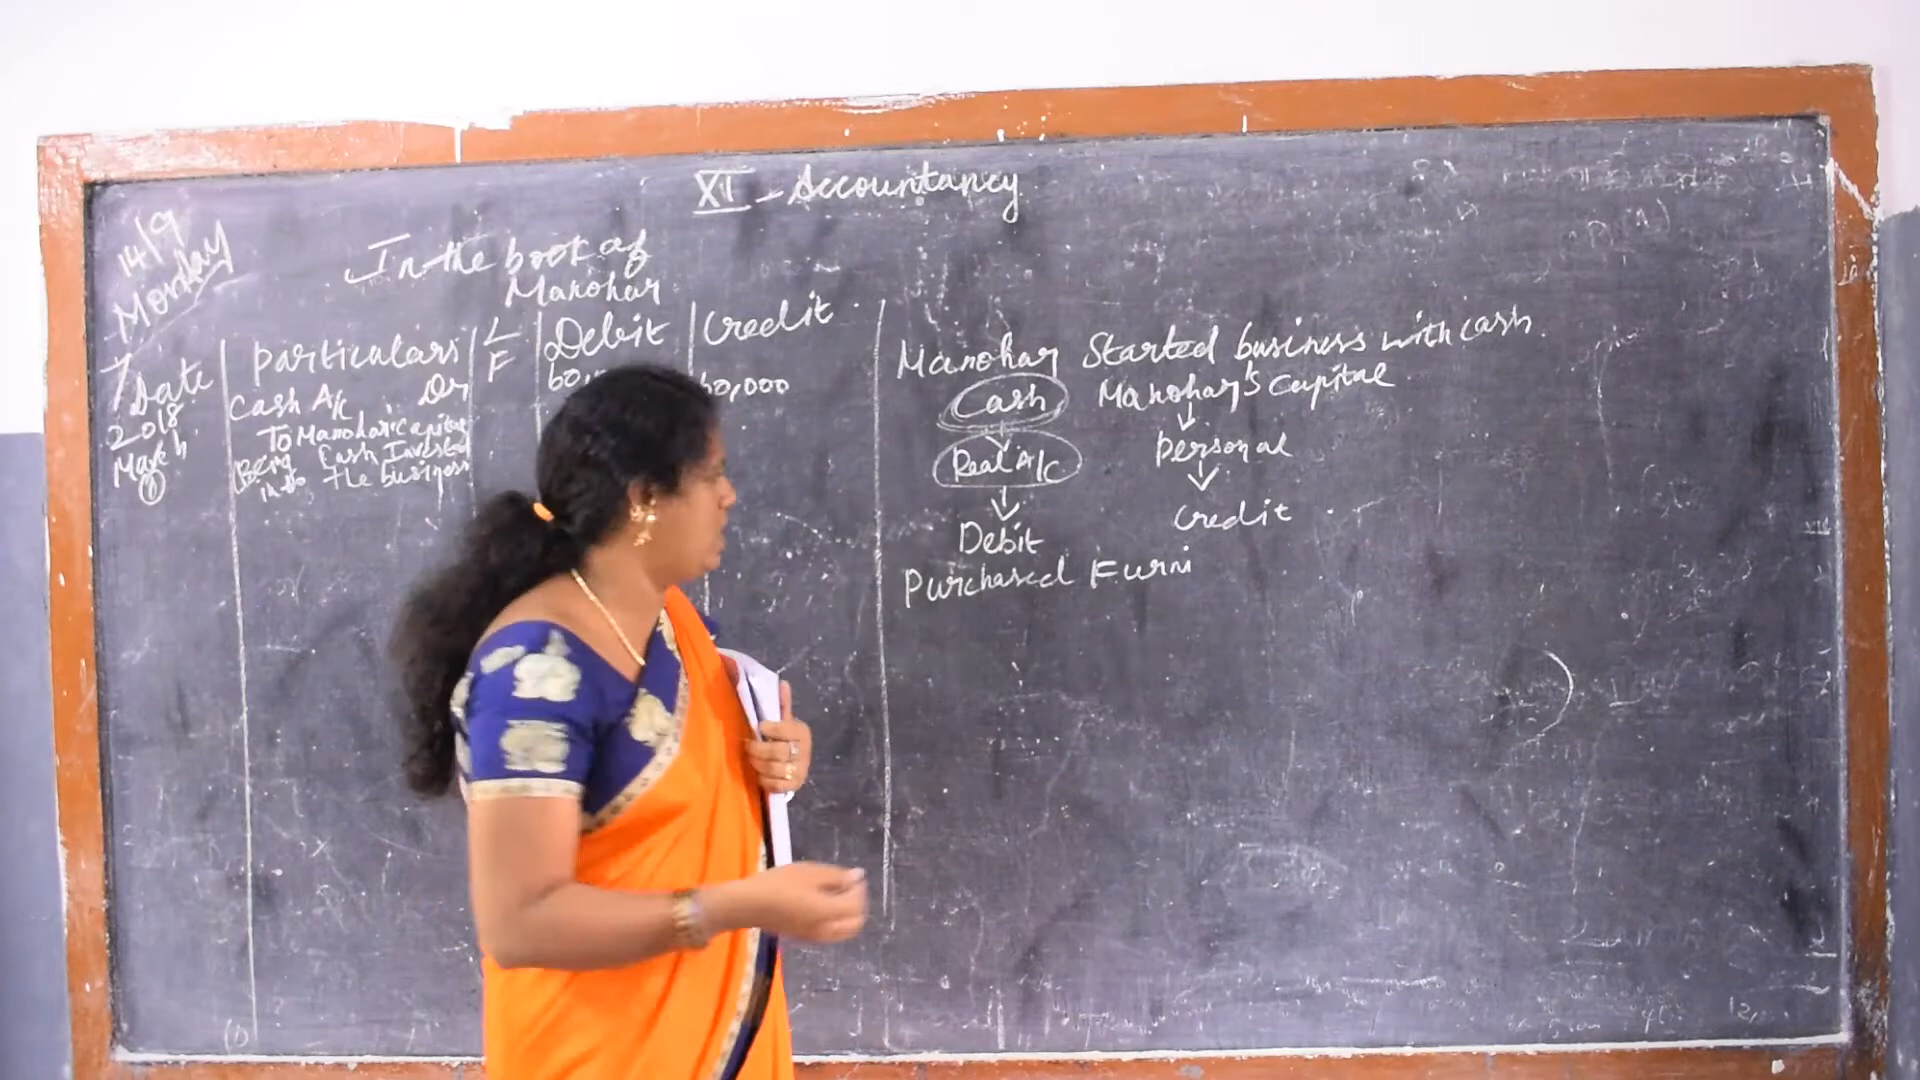 XI - Accountancy
14/9
Monday
In the book of
Manohar
Date
Particulars
L
F
Debit
Credit
2018
March
1
Cash A/c Dr
60,
60,000
To Manohar capital
Being Cash Invested
into the business
Manohar Started business with cash
Cash Manohar's capital
Real A/c personal
Debit Credit
Purchased Furni